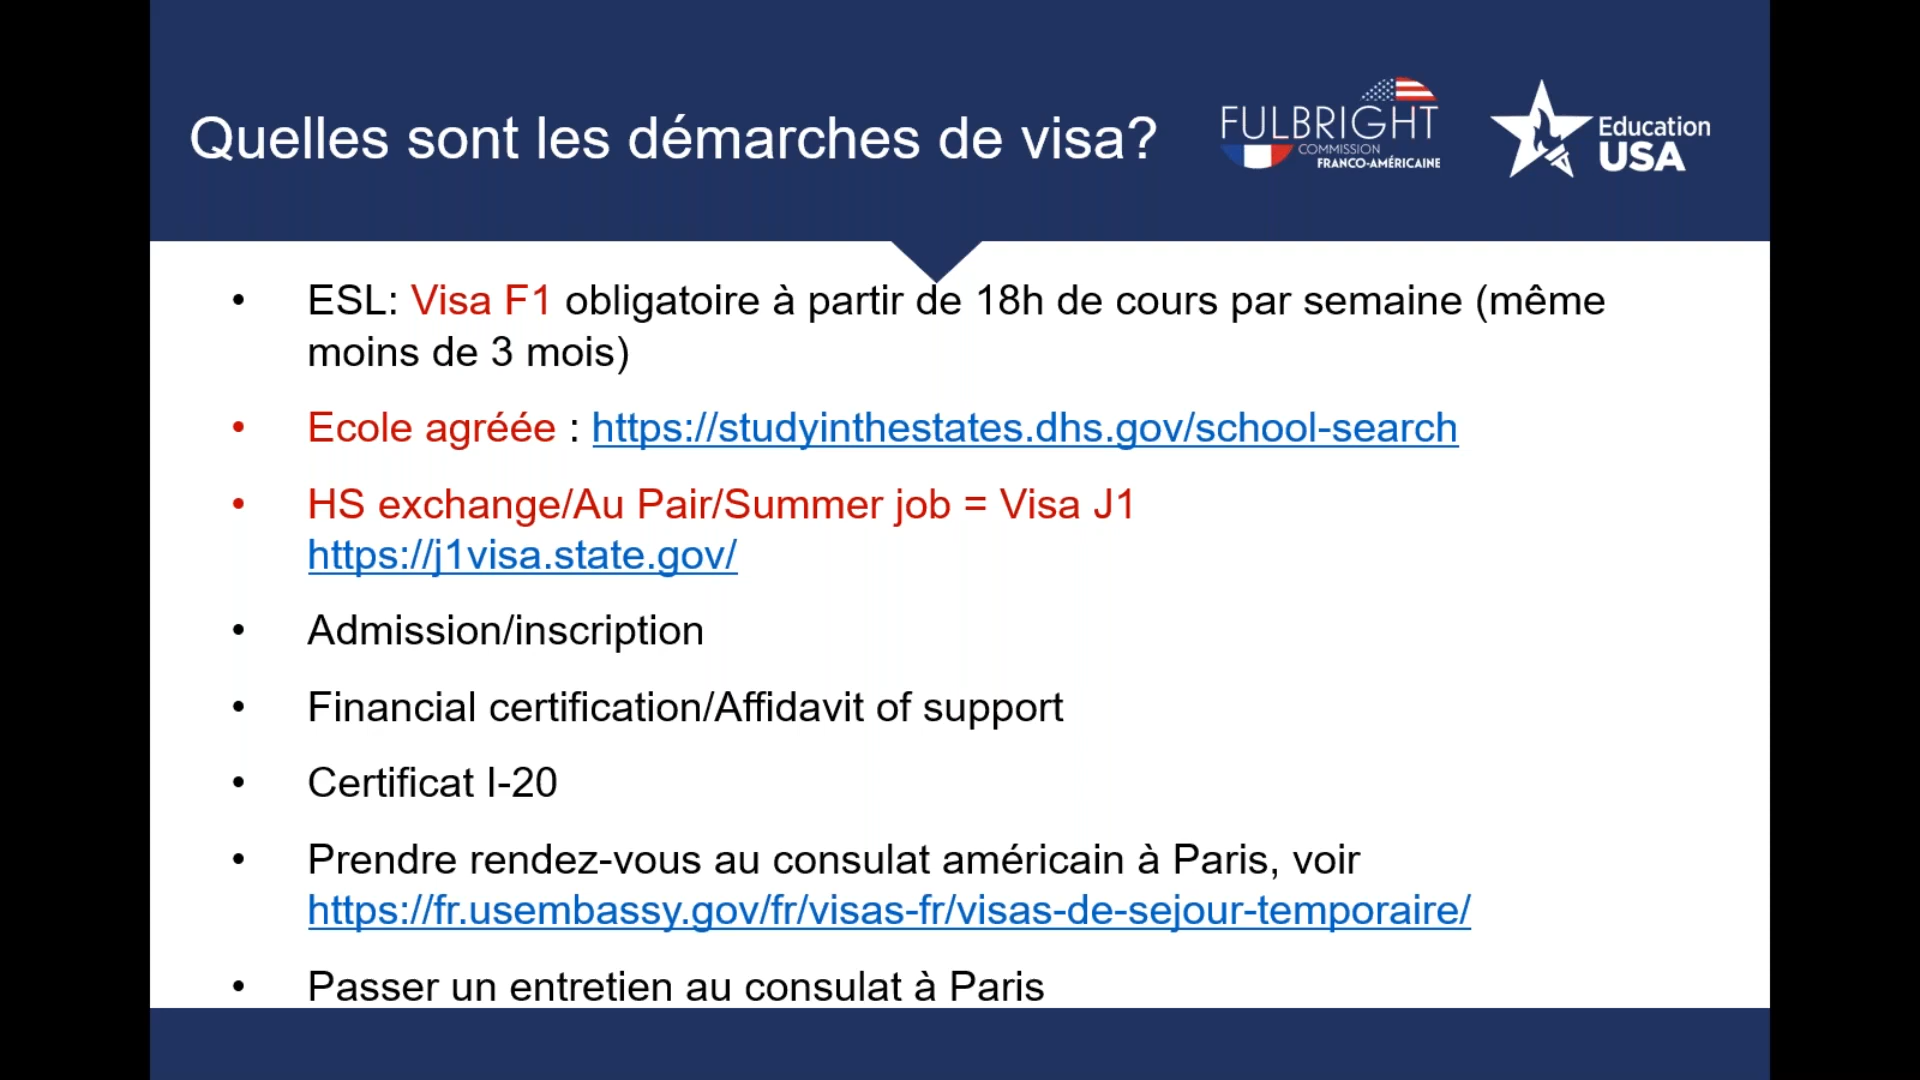 Quelles sont les démarches de visa?
FULBRIGHT
COMMISSION
FRANCO-AMÉRICAINE
Education
USA
• ESL: Visa F1 obligatoire à partir de 18h de cours par semaine (même
moins de 3 mois)
• Ecole agréée : https://studyinthestates.dhs.gov/school-search
• HS exchange/Au Pair/Summer job = Visa J1
https://j1visa.state.gov/
• Admission/inscription
• Financial certification/Affidavit of support
• Certificat I-20
• Prendre rendez-vous au consulat américain à Paris, voir
https://fr.usembassy.gov/fr/visas-fr/visas-de-sejour-temporaire/
• Passer un entretien au consulat à Paris